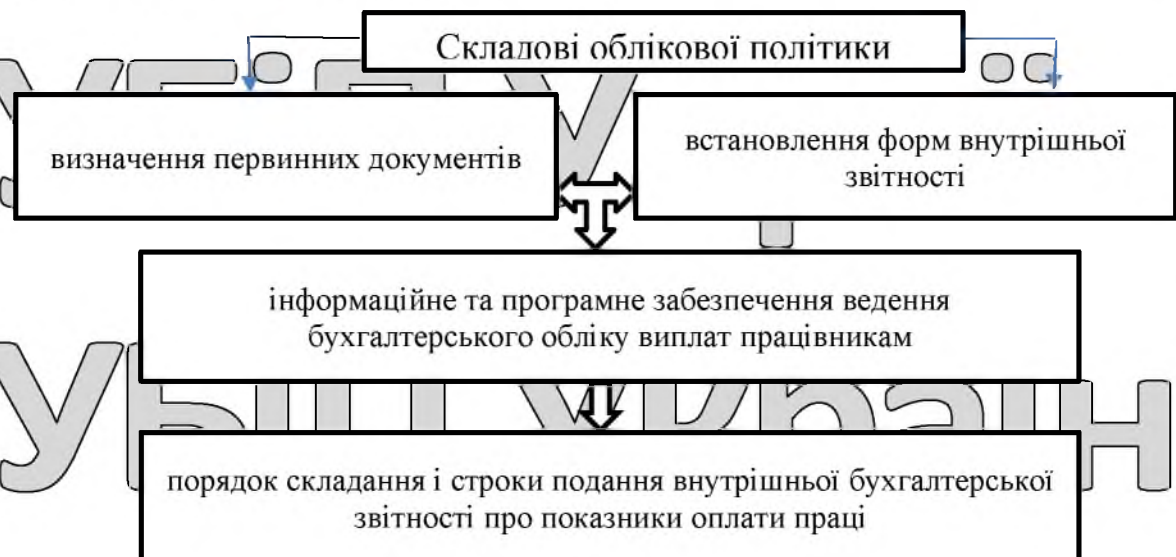 Складові облікової політики
визначення первинних документів
встановлення форм внутрішньої
звітності
інформаційне та програмне забезпечення ведення
бухгалтерського обліку виплат працівникам
порядок складання і строки подання внутрішньої бухгалтерської
звітності про показники оплати праці